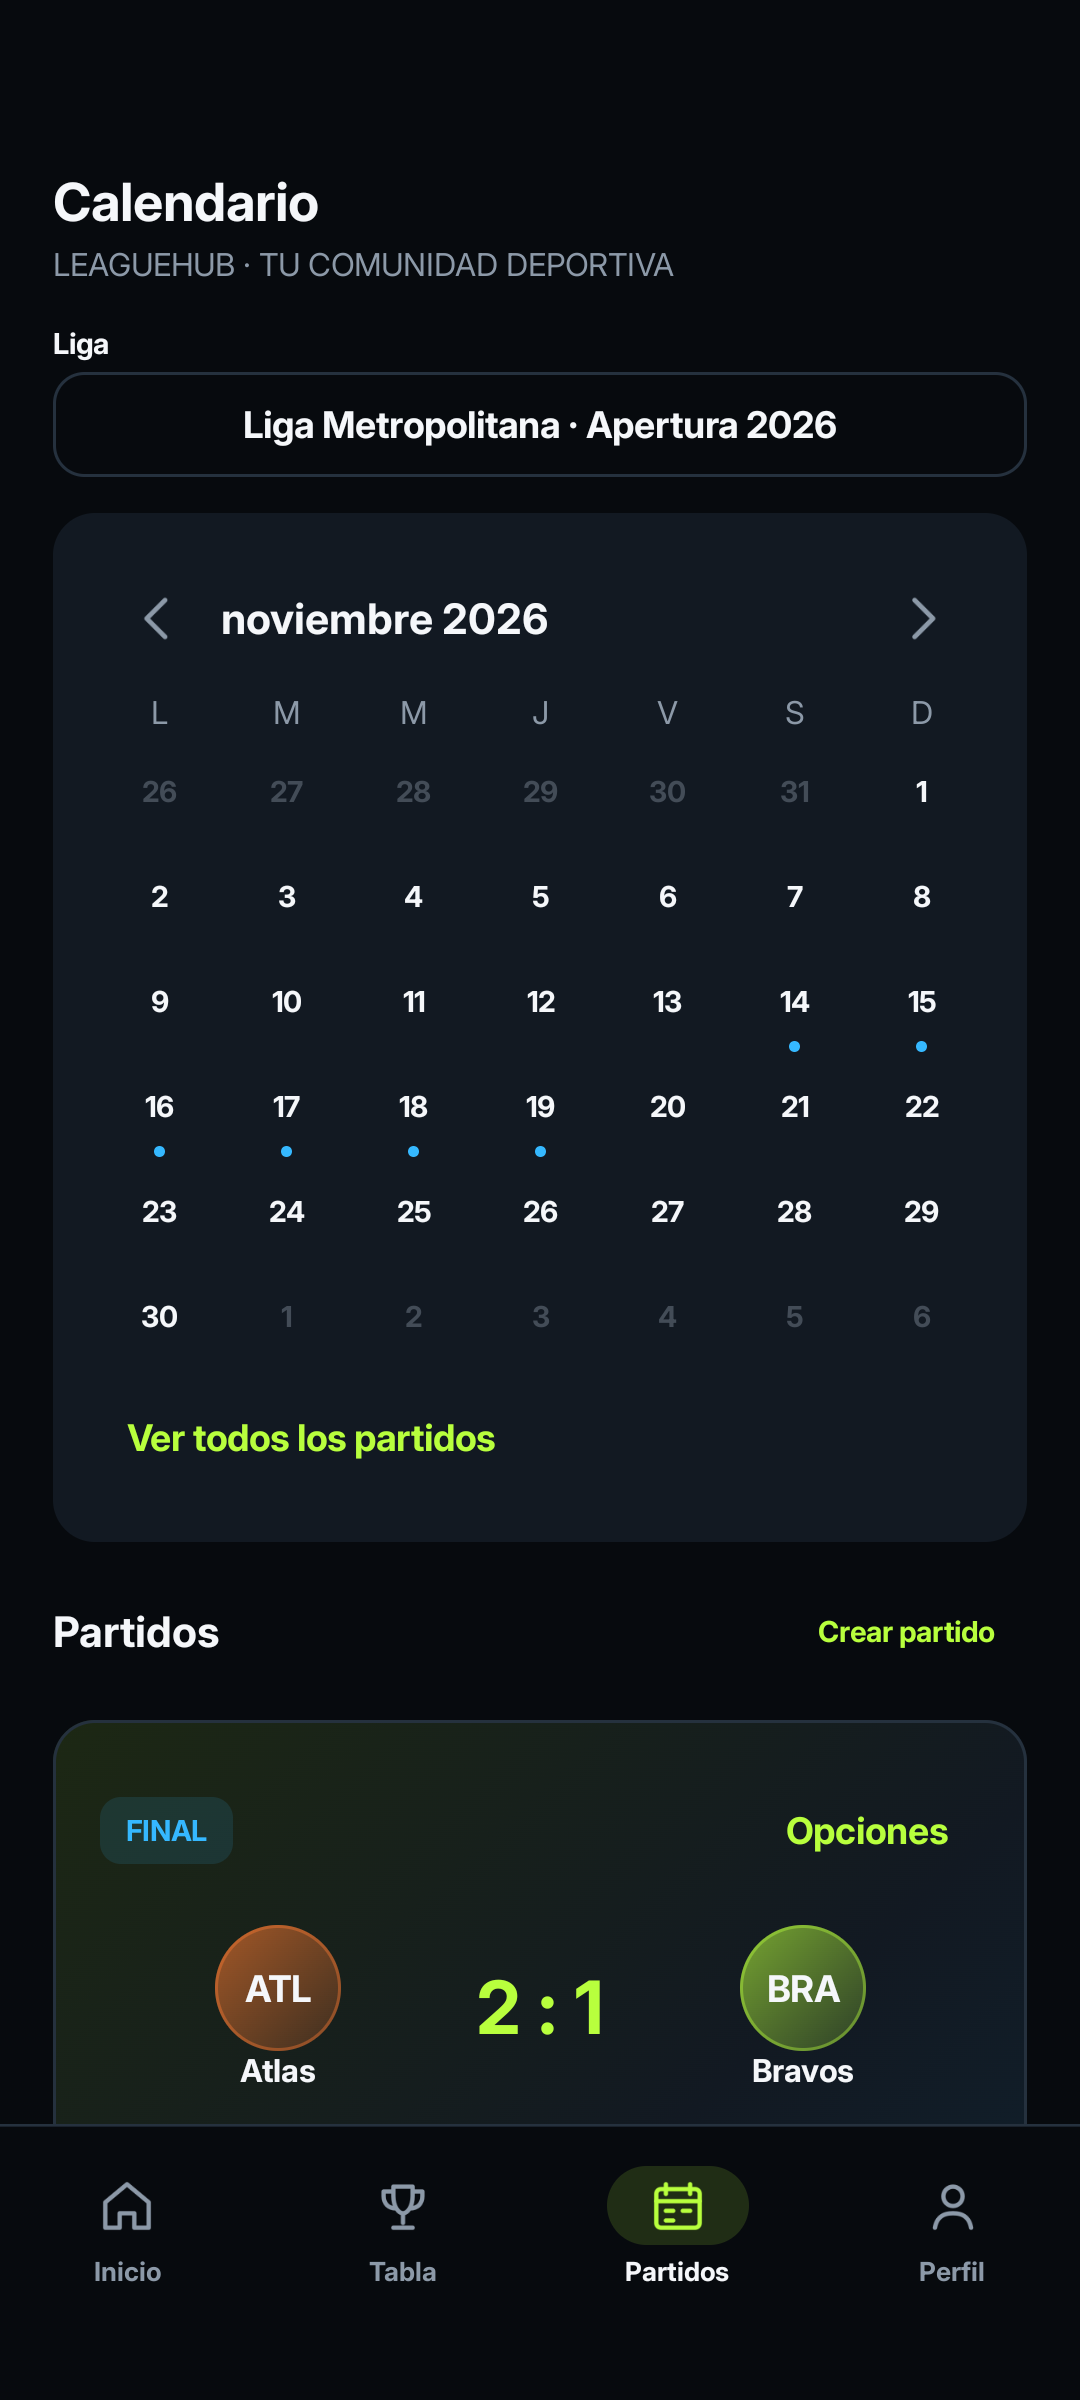 Calendario
LEAGUEHUB · TU COMUNIDAD DEPORTIVA
Liga
Liga Metropolitana · Apertura 2026
noviembre 2026
L M M J V S D
26 27 28 29 30 31 1
2 3 4 5 6 7 8
9 10 11 12 13 14 15
16 17 18 19 20 21 22
23 24 25 26 27 28 29
30 1 2 3 4 5 6
Ver todos los partidos
Partidos Crear partido
FINAL Opciones
ATL 2 : 1 BRA
Atlas Bravos
Inicio Tabla Partidos Perfil